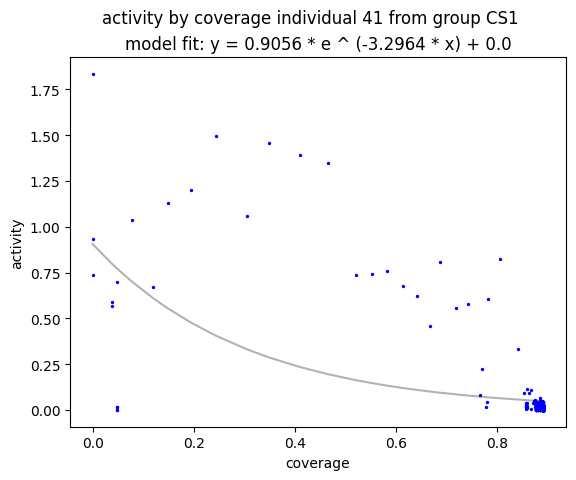 activity by coverage individual 41 from group CS1
model fit: y = 0.9056 * e ^ (-3.2964 * x) + 0.0
1.75
1.50
1.25
1.00
0.75
0.50
0.25
0.00
activity
0.0 0.2 0.4 0.6 0.8
coverage